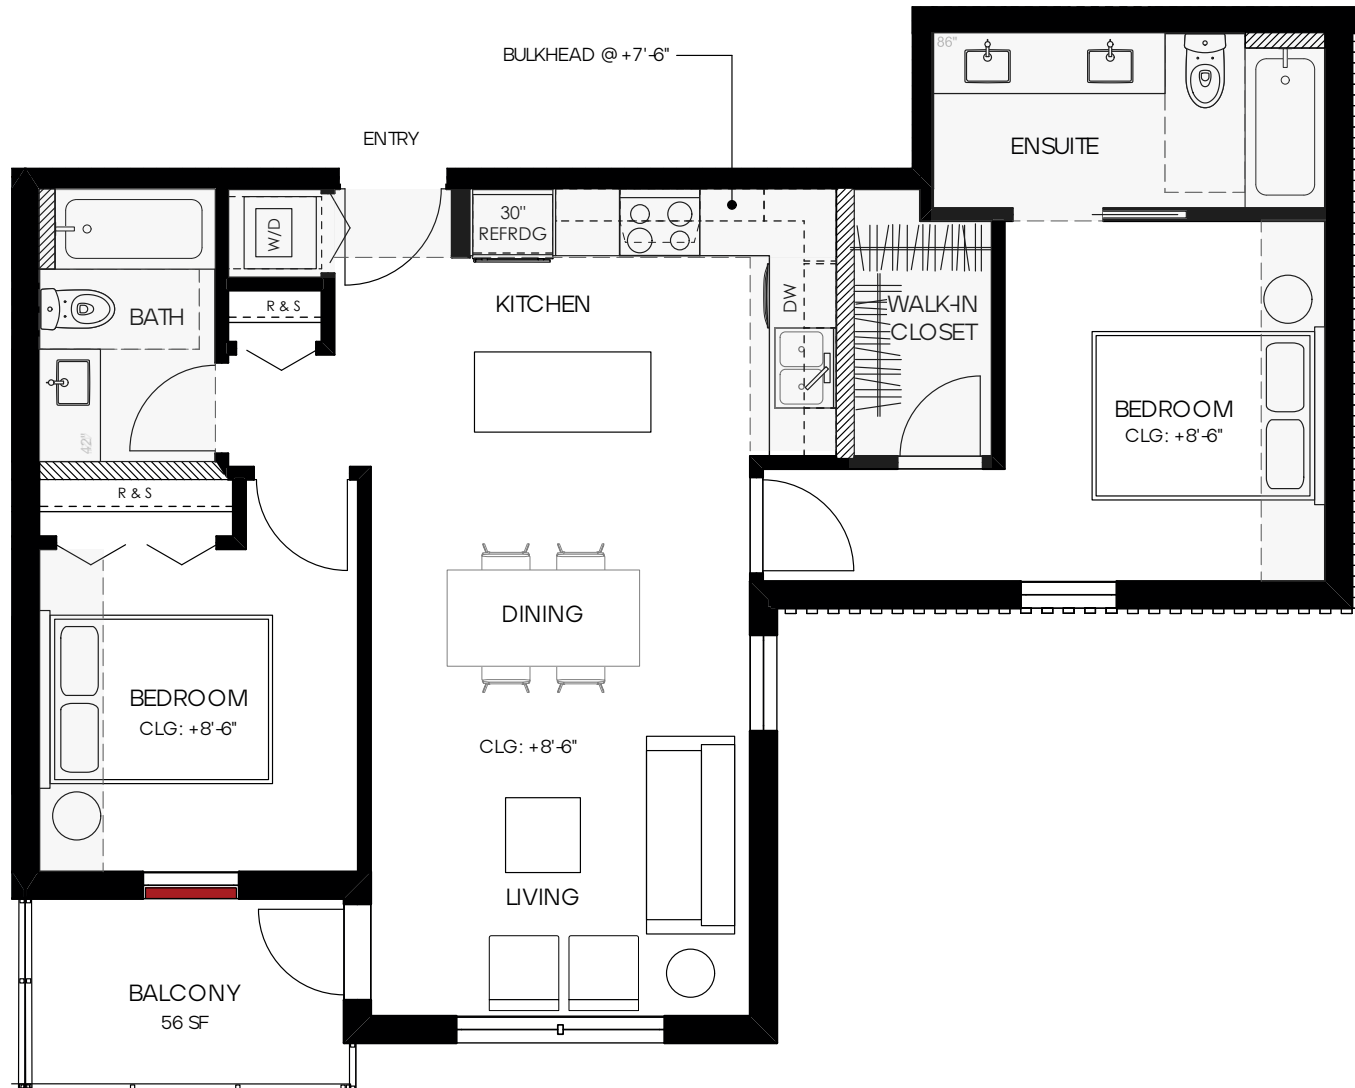 BULKHEAD @ +7'-6"
86"
ENTRY
ENSUITE
W/D
30"
REFRDG
R & S
KITCHEN
DW
WALK-IN
CLOSET
BATH
42"
BEDROOM
CLG: +8'-6"
R & S
DINING
BEDROOM
CLG: +8'-6"
CLG: +8'-6"
LIVING
BALCONY
56 SF